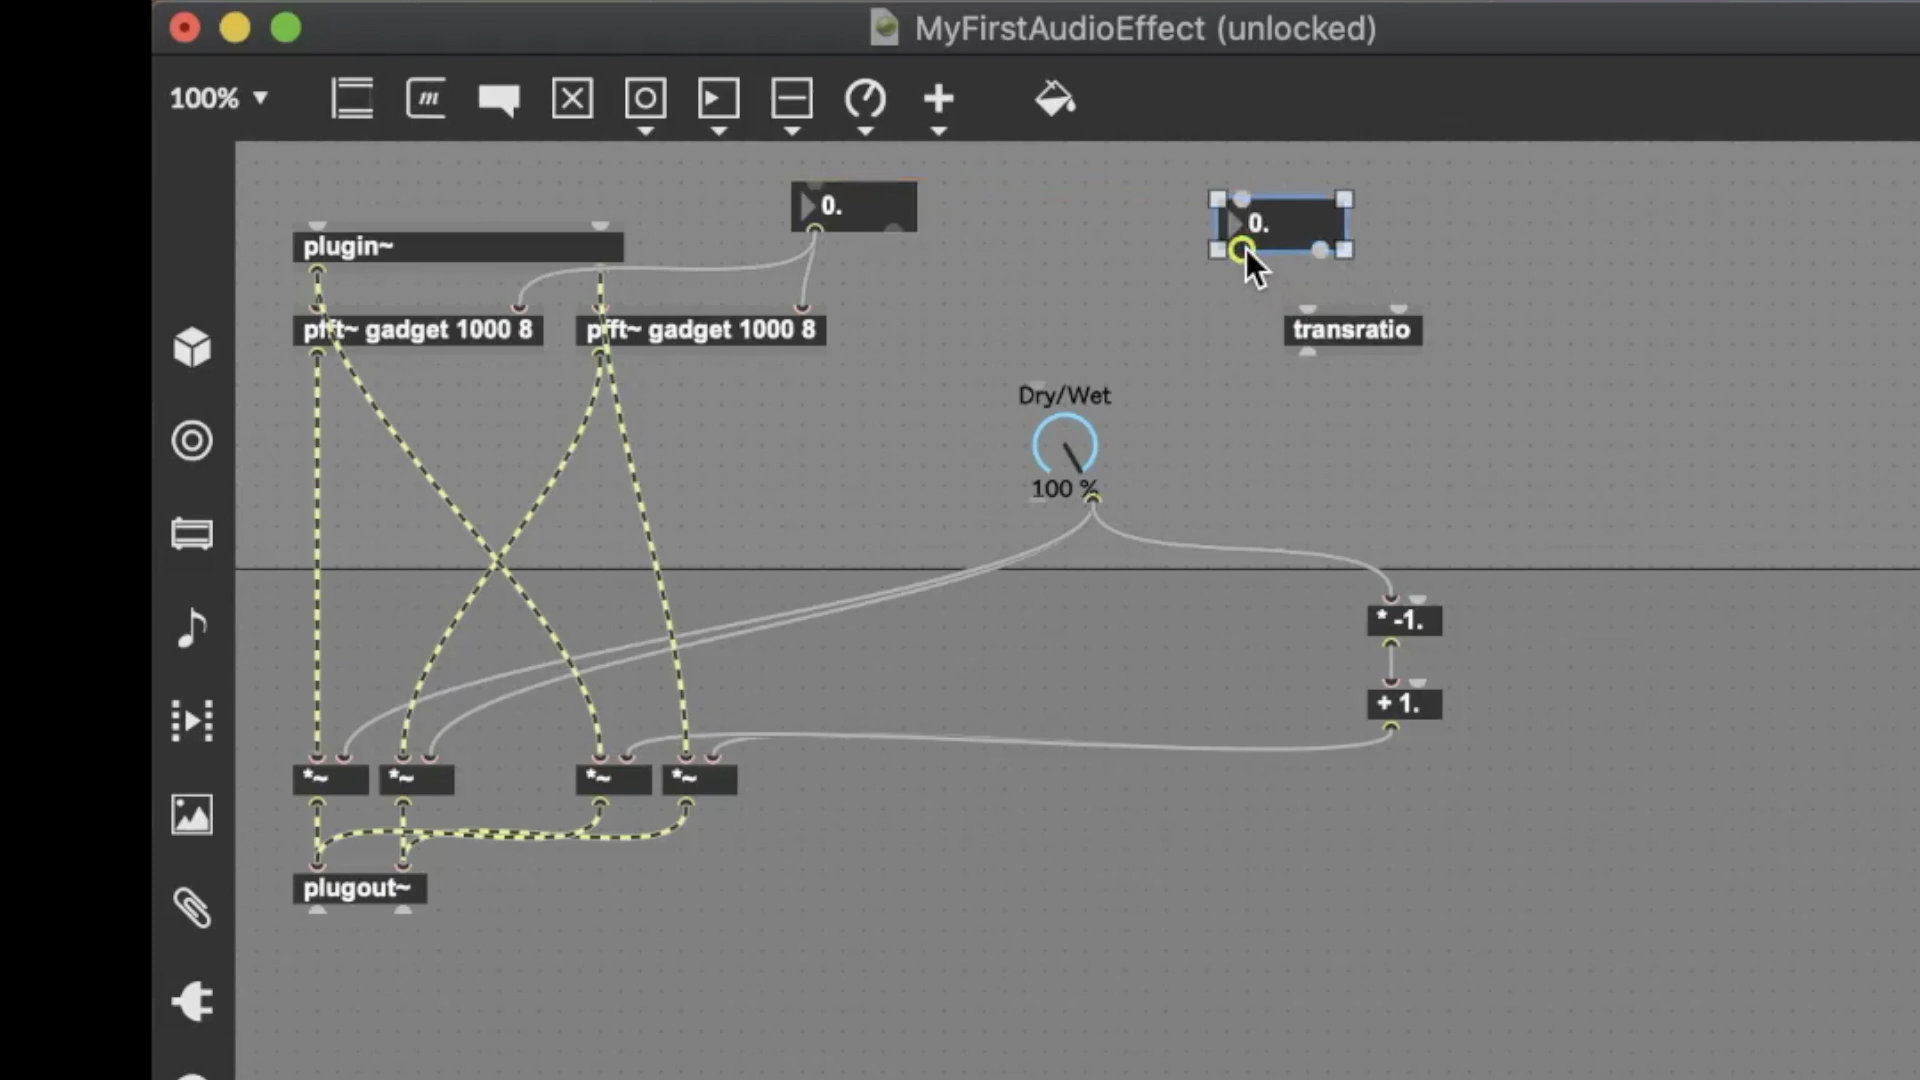 MyFirstAudioEffect (unlocked)
100%
m
0.
0.
plugin~
pfft~ gadget 1000 8
pfft~ gadget 1000 8
transratio
Dry/Wet
100 %
* -1.
+ 1.
*~
*~
*~
*~
plugout~